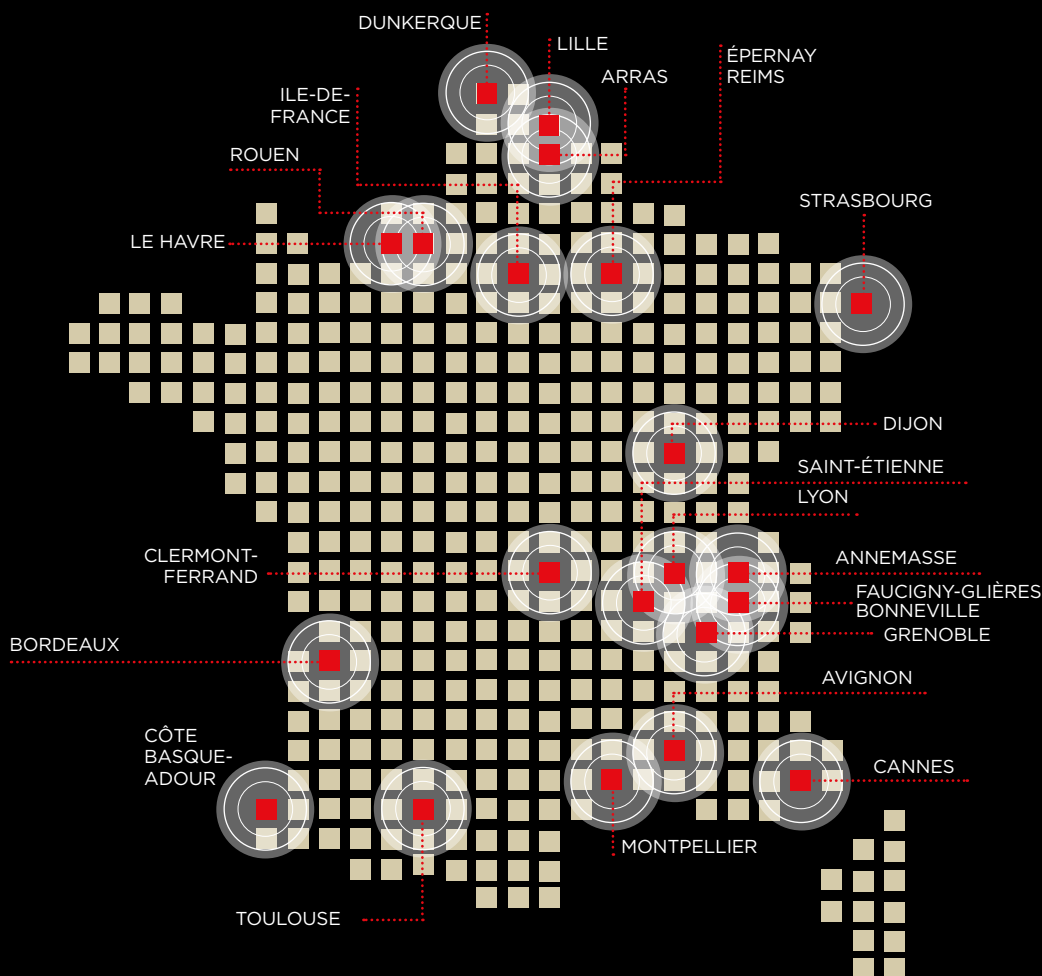 DUNKERQUE
LILLE
ARRAS
ÉPERNAY
REIMS
ILE-DE-
FRANCE
ROUEN
LE HAVRE
STRASBOURG
DIJON
SAINT-ÉTIENNE
LYON
CLERMONT-
FERRAND
ANNEMASSE
FAUCIGNY-GLIÈRES
BONNEVILLE
GRENOBLE
BORDEAUX
AVIGNON
CÔTE
BASQUE-
ADOUR
CANNES
MONTPELLIER
TOULOUSE